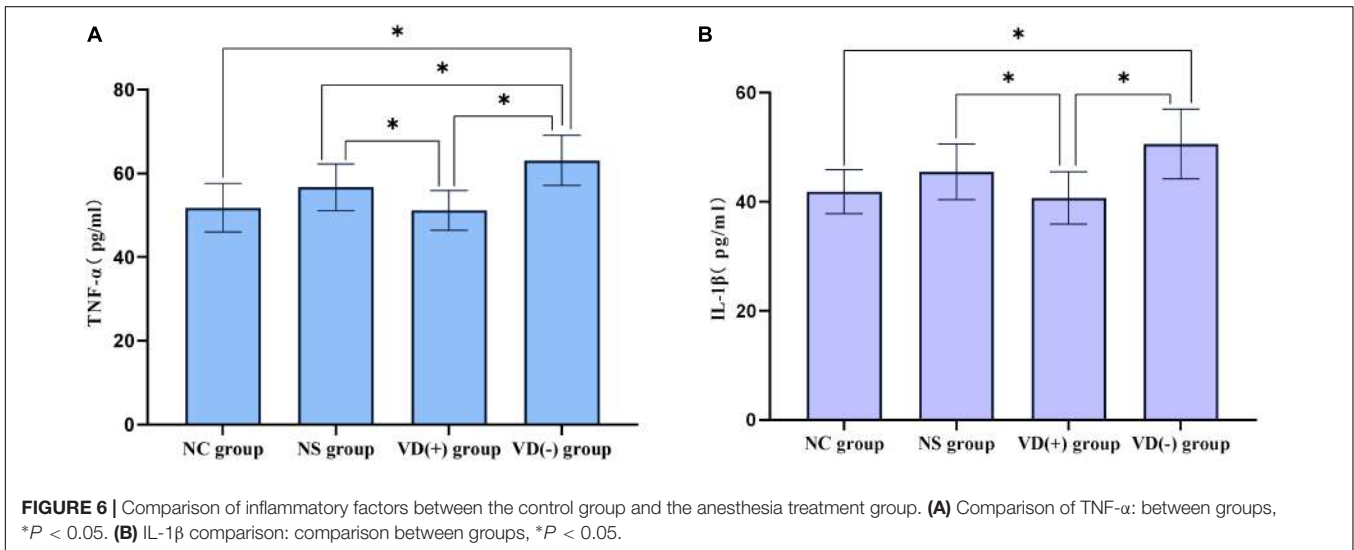 A
*
*
*
*
80
60
40
20
0
TNF-α( pg/ml)
NC group NS group VD(+) group VD(-) group
B
*
*
*
60
40
20
0
IL-1β( pg/ml)
NC group NS group VD(+) group VD(-) group
FIGURE 6 | Comparison of inflammatory factors between the control group and the anesthesia treatment group. (A) Comparison of TNF-α: between groups,
*P < 0.05. (B) IL-1β comparison: comparison between groups, *P < 0.05.